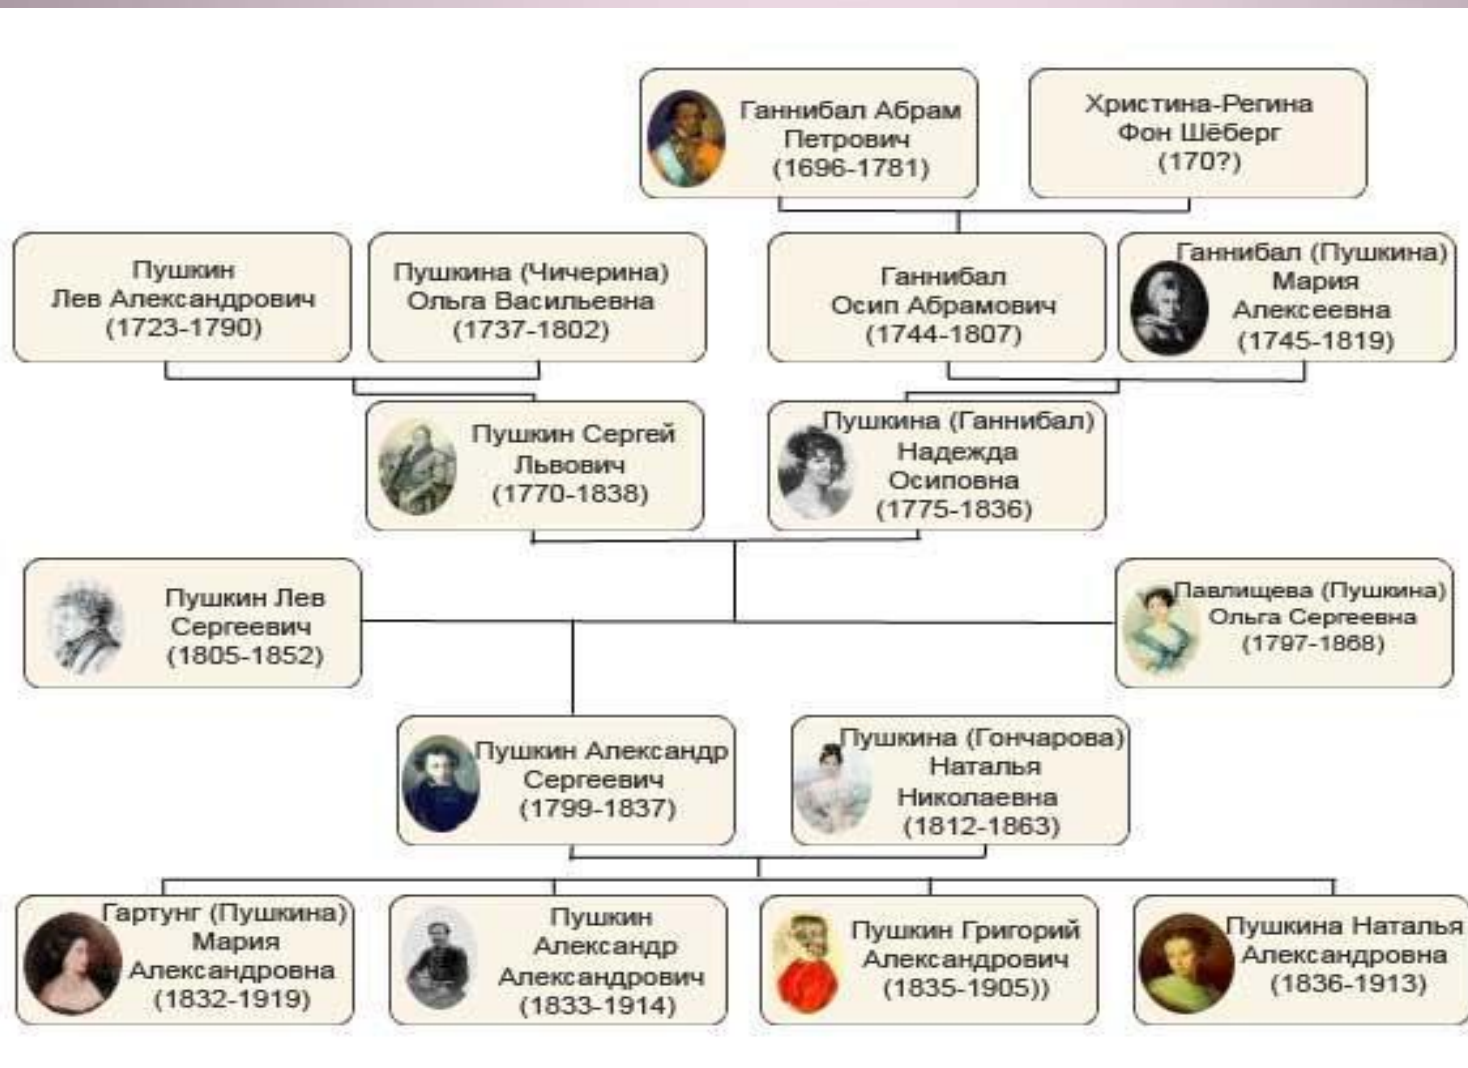 Ганнибал Абрам
Петрович
(1696-1781)
Христина-Регина
Фон Шёберг
(170?)
Пушкин
Лев Александрович
(1723-1790)
Пушкина (Чичерина)
Ольга Васильевна
(1737-1802)
Ганнибал
Осип Абрамович
(1744-1807)
Ганнибал (Пушкина)
Мария
Алексеевна
(1745-1819)
Пушкин Сергей
Львович
(1770-1838)
Пушкина (Ганнибал)
Надежда
Осиповна
(1775-1836)
Пушкин Лев
Сергеевич
(1805-1852)
Павлищева (Пушкина)
Ольга Сергеевна
(1797-1868)
Пушкин Александр
Сергеевич
(1799-1837)
Пушкина (Гончарова)
Наталья
Николаевна
(1812-1863)
Гартунг (Пушкина)
Мария
Александровна
(1832-1919)
Пушкин
Александр
Александрович
(1833-1914)
Пушкин Григорий
Александрович
(1835-1905))
Пушкина Наталья
Александровна
(1836-1913)